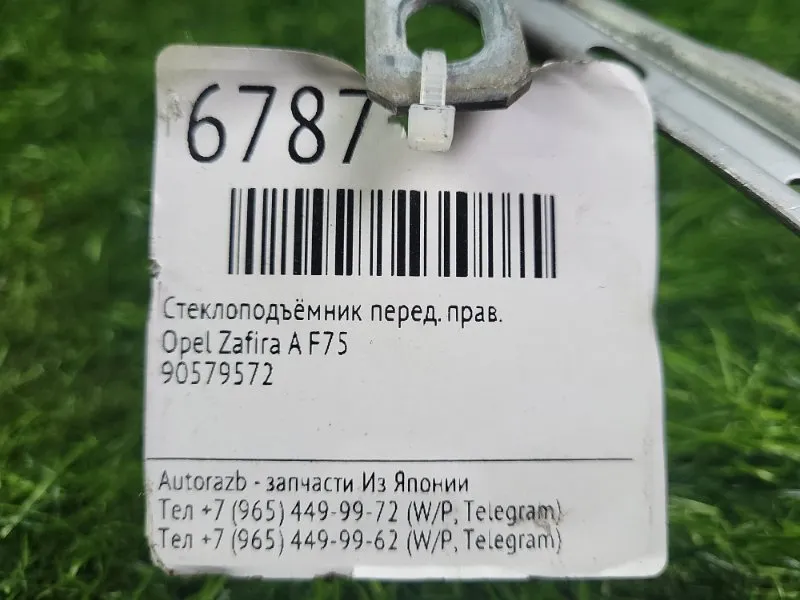 6787
Стеклоподъёмник перед. прав.
Opel Zafira A F75
90579572
Autorazb - запчасти Из Японии
Тел +7 (965) 449-99-72 (W/P, Telegram)
Тел +7 (965) 449-99-62 (W/P, Telegram)